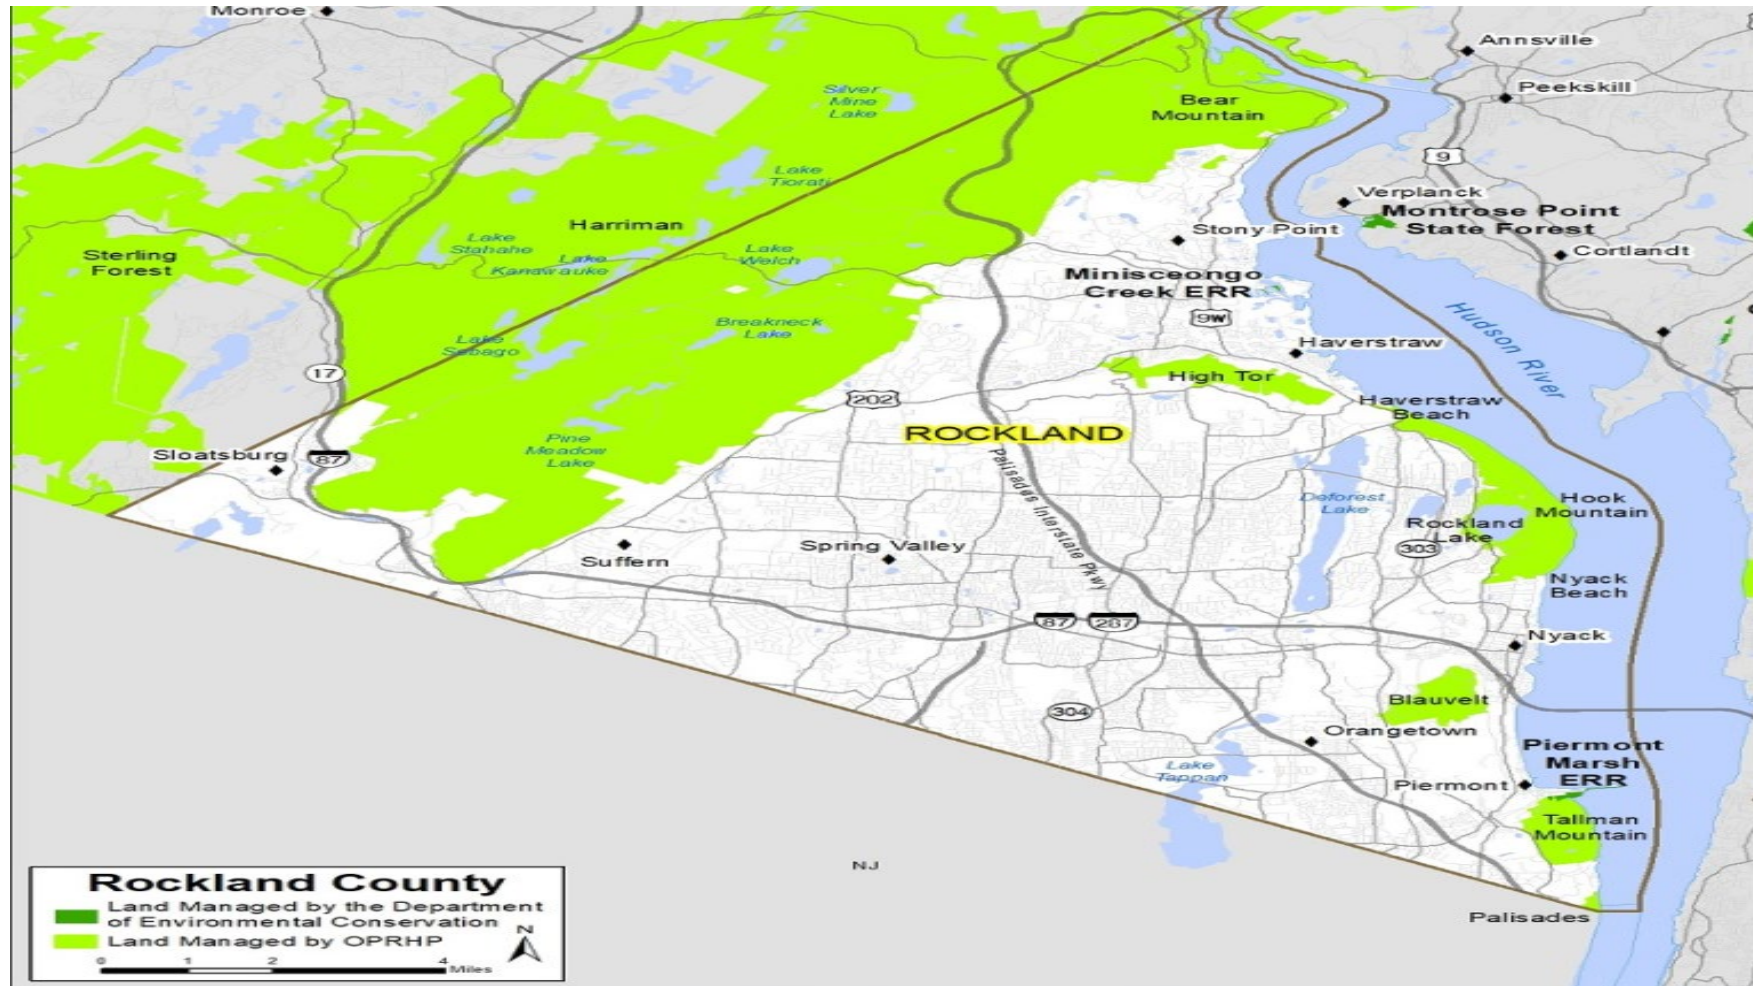 Monroe
Annsville
Peekskill
Silver
Mine
Lake
Bear
Mountain
9
Lake
Tiorati
Verplanck
Montrose Point
State Forest
Harriman
Stony Point
Lake
Stahahe
Lake
Kanawauke
Lake
Welch
Cortlandt
Sterling
Forest
Minisceongo
Creek ERR
9W
Hudson River
Breakneck
Lake
Lake
Sebago
Haverstraw
17
High Tor
202
Haverstraw
Beach
ROCKLAND
Pine
Meadow
Lake
Sloatsburg
87
Palisades Interstate Pkwy
Deforest
Lake
Hook
Mountain
Rockland
Lake
303
Spring Valley
Suffern
Nyack
Beach
87
287
Nyack
Blauvelt
304
Orangetown
Piermont
Marsh
ERR
Lake
Tappan
Piermont
Tallman
Mountain
NJ
Palisades
Rockland County
Land Managed by the Department
of Environmental Conservation
Land Managed by OPRHP
N
0 1 2 4
Miles